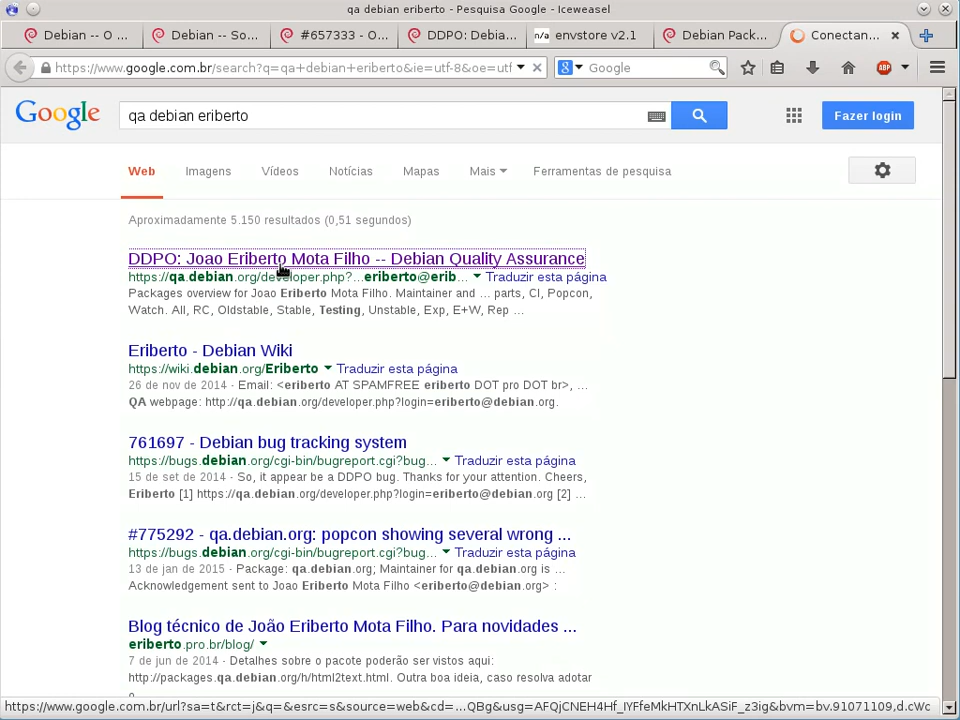 qa debian eriberto - Pesquisa Google - Iceweasel
Debian -- O ...
Debian -- So...
#657333 - O...
DDPO: Debia...
n/a envstore v2.1
Debian Pack...
Conectan...
https://www.google.com.br/search?q=qa+debian+eriberto&ie=utf-8&oe=utf
Google
ABP
Google
qa debian eriberto
Fazer login
Web
Imagens
Vídeos
Notícias
Mapas
Mais
Ferramentas de pesquisa
Aproximadamente 5.150 resultados (0,51 segundos)
DDPO: Joao Eriberto Mota Filho -- Debian Quality Assurance
https://qa.debian.org/developer.php?...eriberto@erib... Traduzir esta página
Packages overview for Joao Eriberto Mota Filho. Maintainer and ... parts, CI, Popcon,
Watch. All, RC, Oldstable, Stable, Testing, Unstable, Exp, E+W, Rep ...
Eriberto - Debian Wiki
https://wiki.debian.org/Eriberto Traduzir esta página
26 de nov de 2014 - Email: <eriberto AT SPAMFREE eriberto DOT pro DOT br>, ...
QA webpage: http://qa.debian.org/developer.php?login=eriberto@debian.org.
761697 - Debian bug tracking system
https://bugs.debian.org/cgi-bin/bugreport.cgi?bug... Traduzir esta página
15 de set de 2014 - So, it appear be a DDPO bug. Thanks for your attention. Cheers,
Eriberto [1] https://qa.debian.org/developer.php?login=eriberto@debian.org [2] ...
#775292 - qa.debian.org: popcon showing several wrong ...
https://bugs.debian.org/cgi-bin/bugreport.cgi?bug... Traduzir esta página
13 de jan de 2015 - Package: qa.debian.org; Maintainer for qa.debian.org is ...
Acknowledgement sent to Joao Eriberto Mota Filho <eriberto@debian.org> :
Blog técnico de João Eriberto Mota Filho. Para novidades ...
eriberto.pro.br/blog/
7 de jun de 2014 - Detalhes sobre o pacote poderão ser vistos aqui:
http://packages.qa.debian.org/h/html2text.html. Outra boa ideia, caso resolva adotar
https://www.google.com.br/url?sa=t&rct=j&q=&esrc=s&source=web&cd=...QBg&usg=AFQjCNEH4Hf_IYFfeMkHTXnLkASiF_z3ig&bvm=bv.91071109,d.cWc